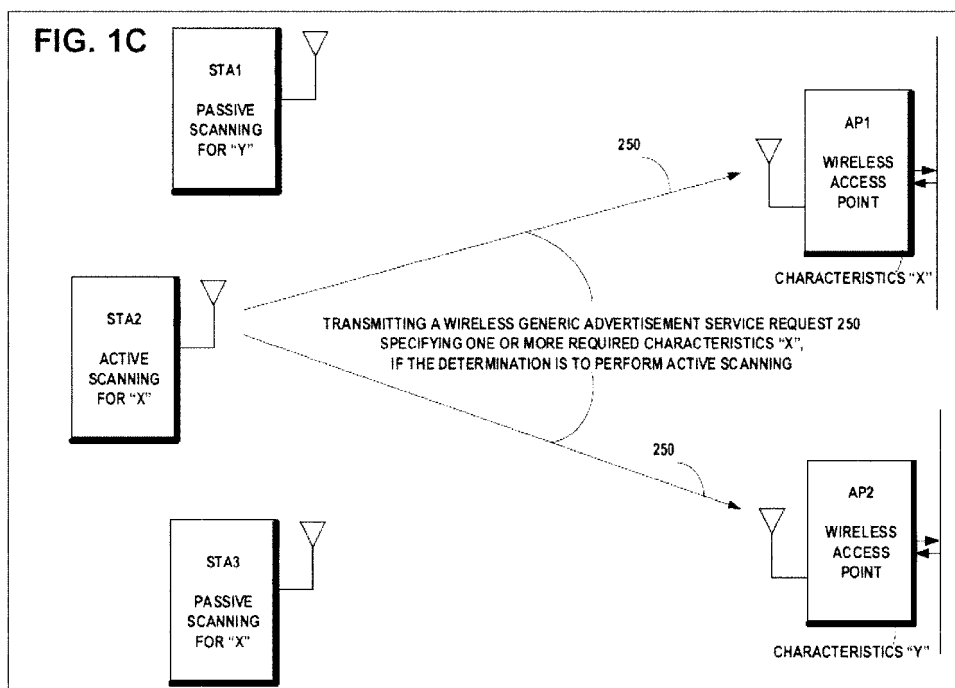 FIG. 1C
STA1
PASSIVE
SCANNING
FOR "Y"
250
AP1
WIRELESS
ACCESS
POINT
CHARACTERISTICS "X"
STA2
ACTIVE
SCANNING
FOR "X"
TRANSMITTING A WIRELESS GENERIC ADVERTISEMENT SERVICE REQUEST 250
SPECIFYING ONE OR MORE REQUIRED CHARACTERISTICS "X",
IF THE DETERMINATION IS TO PERFORM ACTIVE SCANNING
250
AP2
WIRELESS
ACCESS
POINT
CHARACTERISTICS "Y"
STA3
PASSIVE
SCANNING
FOR "X"